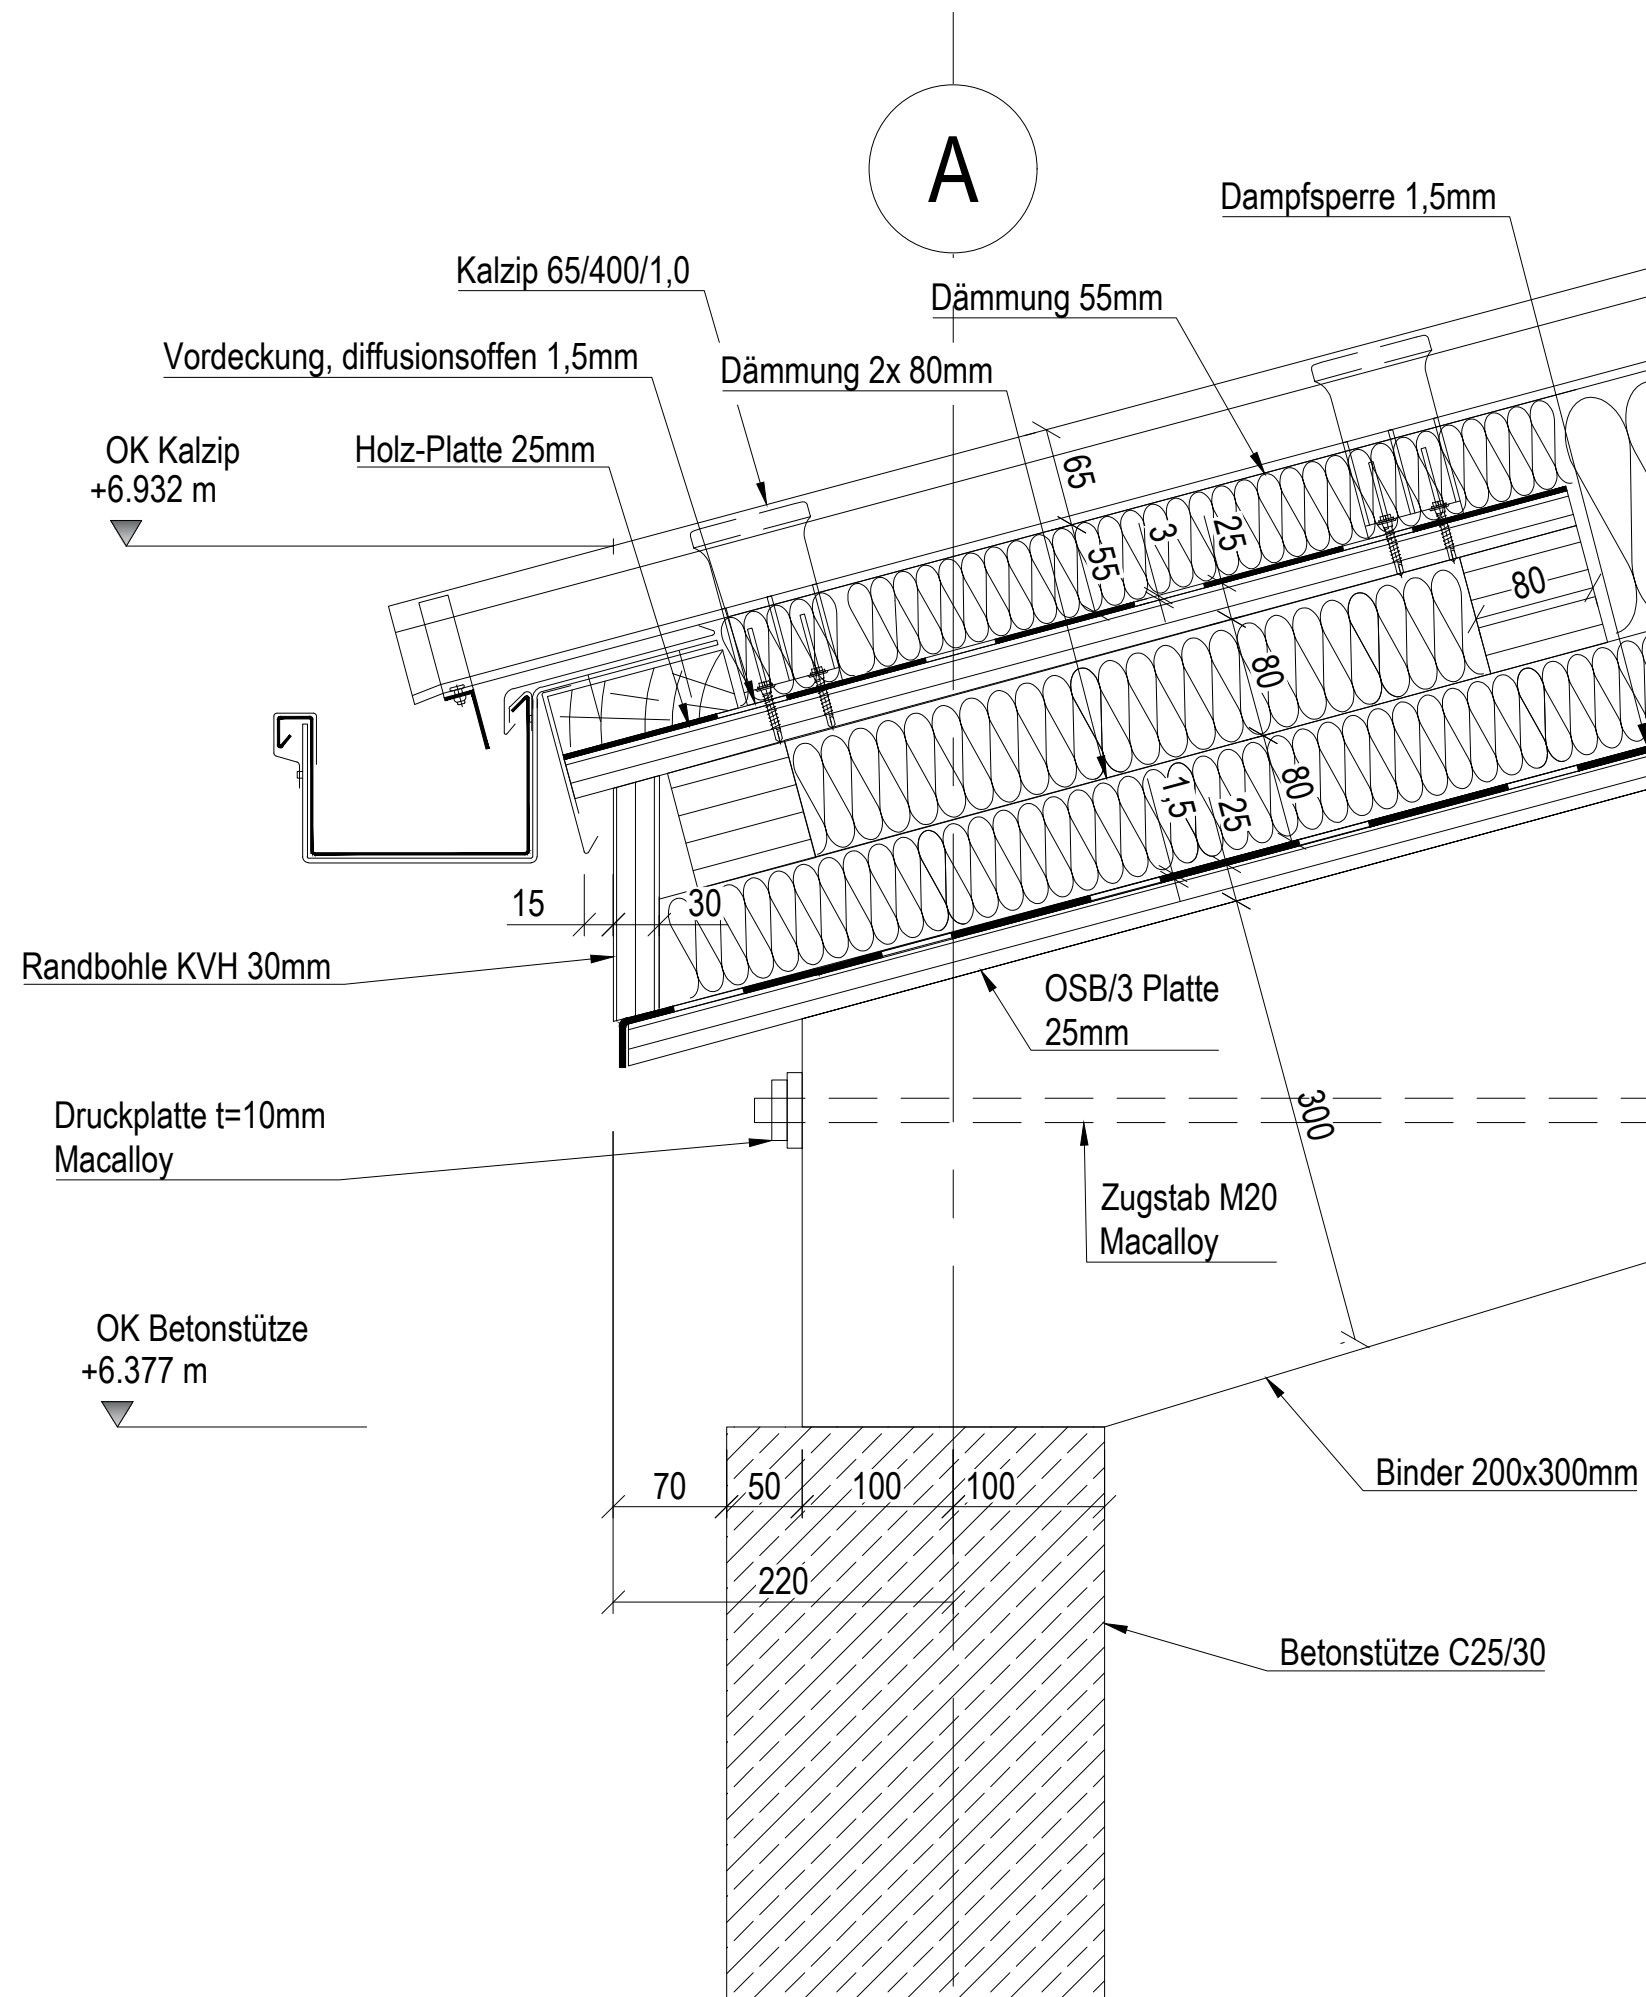 A
Dampfsperre 1,5mm
Kalzip 65/400/1,0
Dämmung 55mm
Vordeckung, diffusionsoffen 1,5mm
Dämmung 2x 80mm
OK Kalzip
+6.932 m
Holz-Platte 25mm
65
55
3
25
80
80
80
1,5
25
15
30
Randbohle KVH 30mm
OSB/3 Platte
25mm
Druckplatte t=10mm
Macalloy
300
Zugstab M20
Macalloy
OK Betonstütze
+6.377 m
Binder 200x300mm
70
50
100
100
220
Betonstütze C25/30